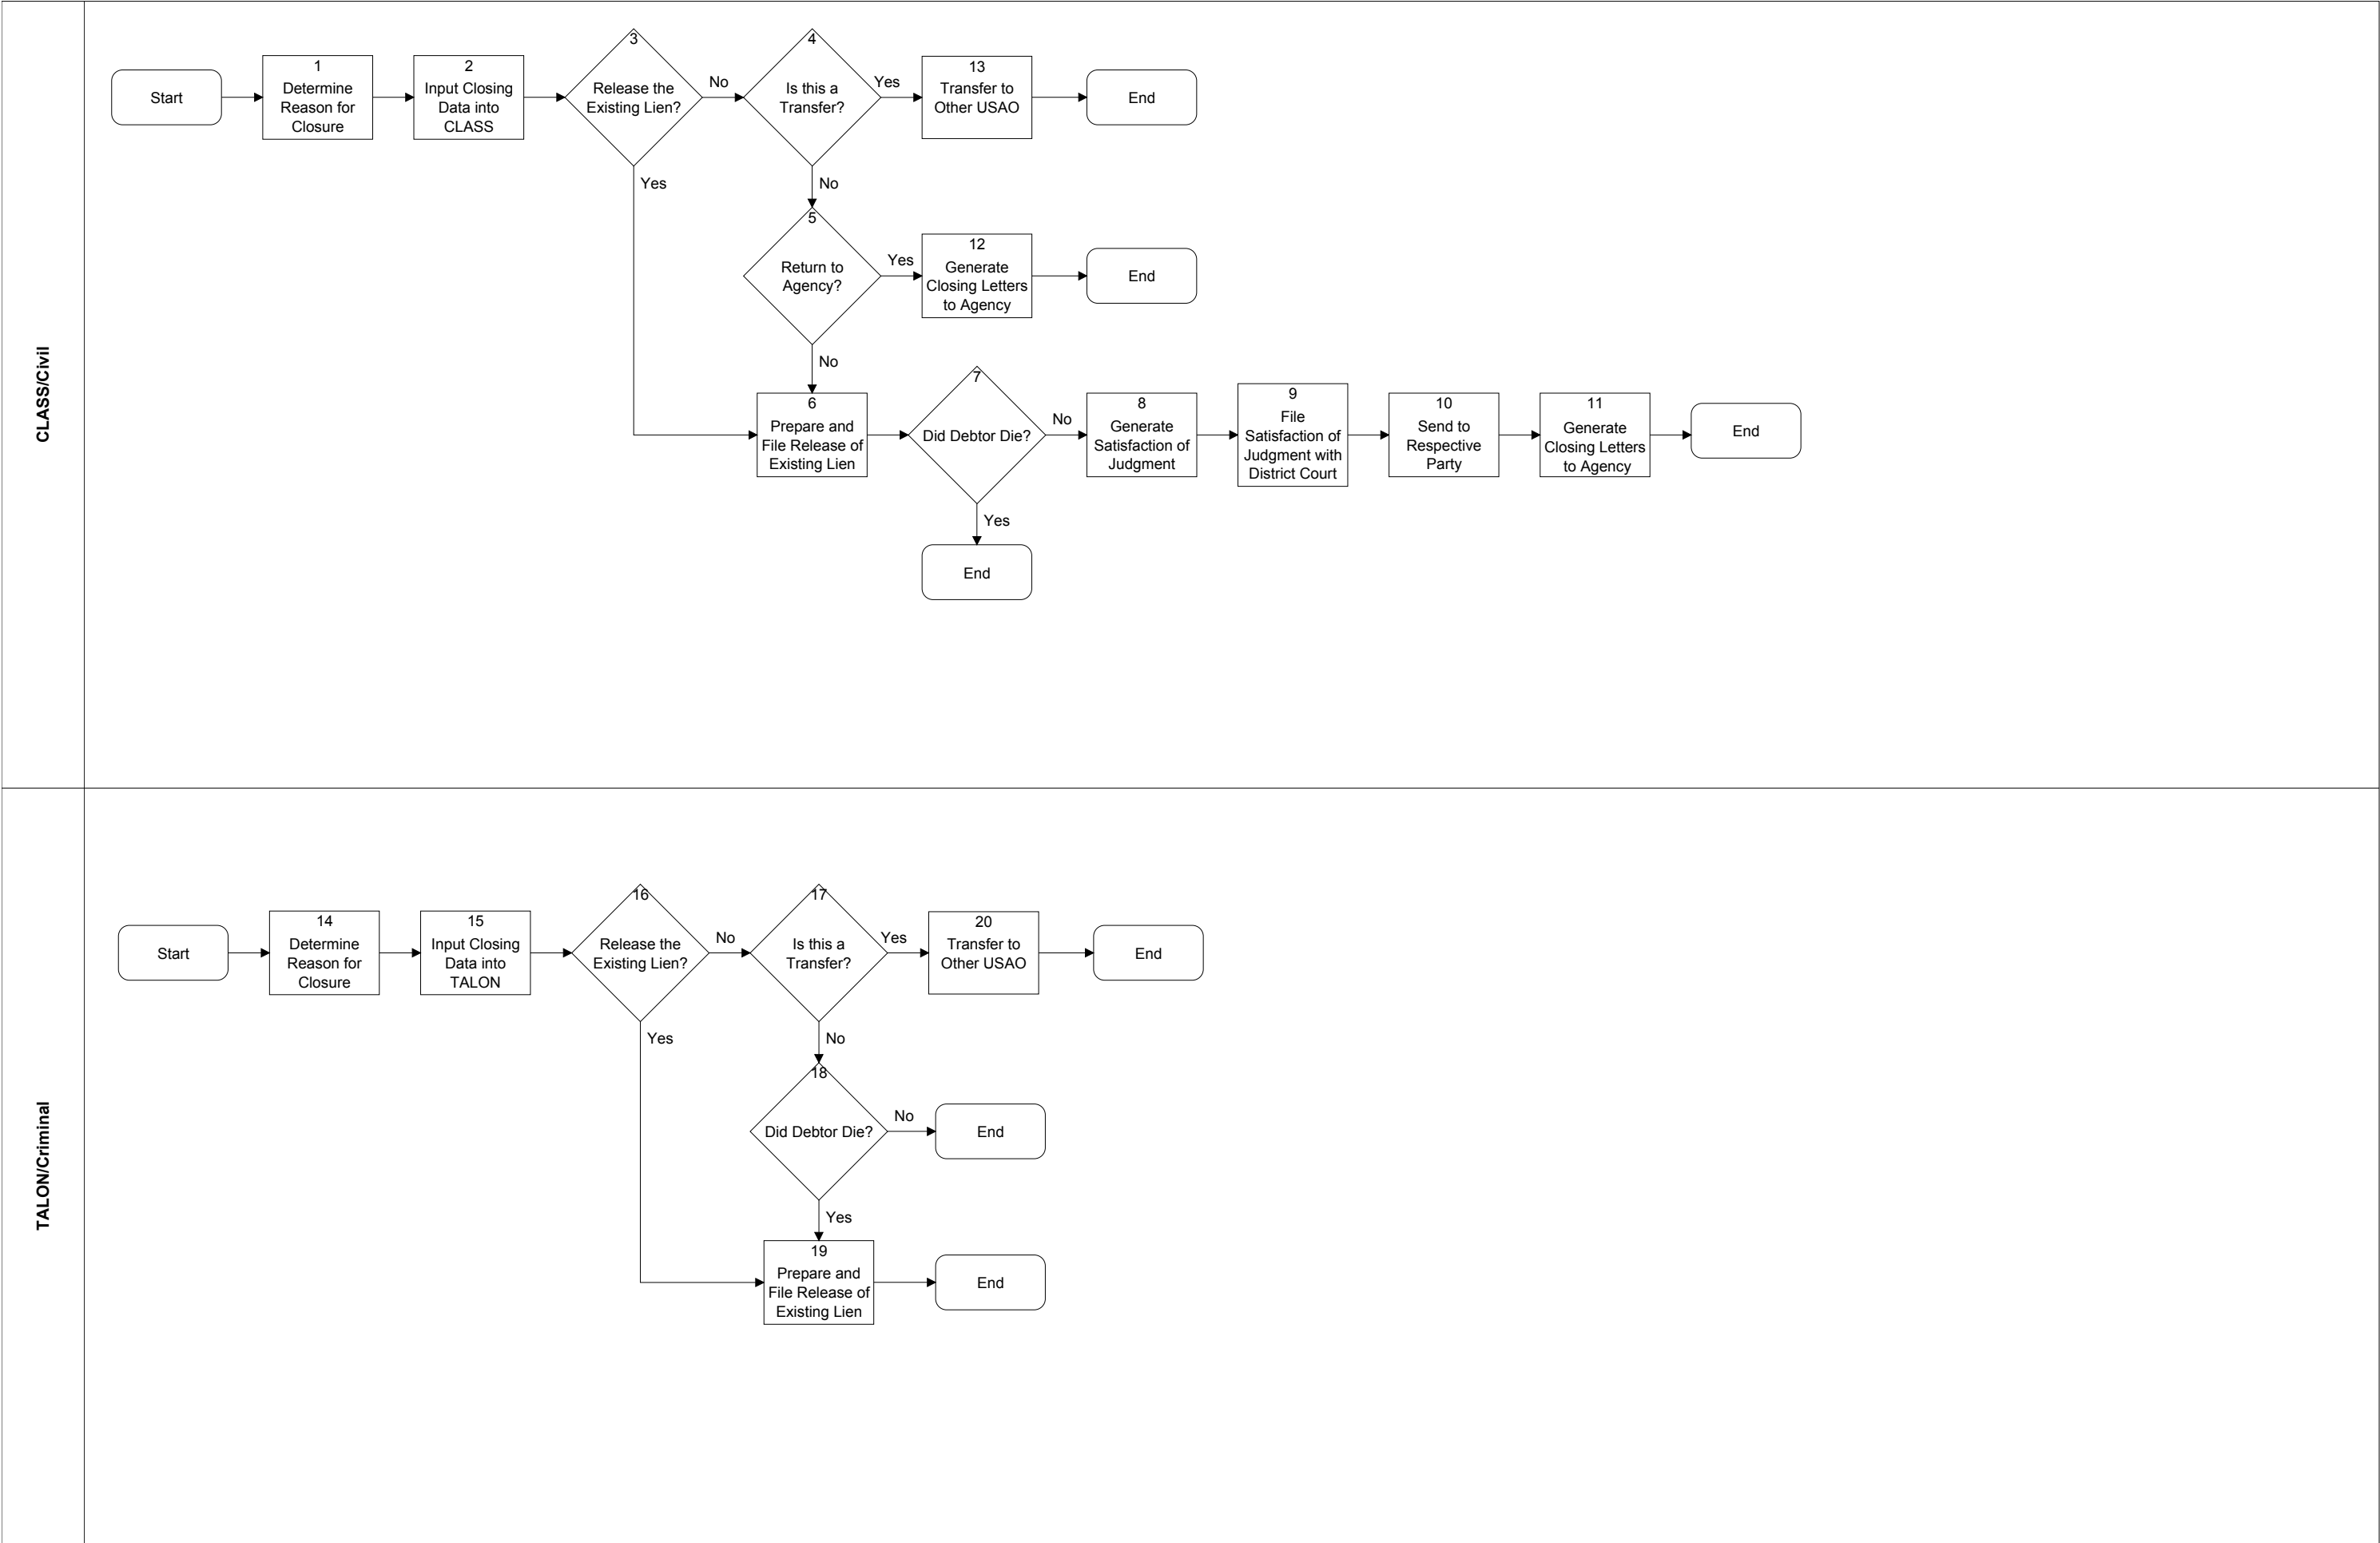 CLASS/Civil
Start
1
Determine
Reason for
Closure
2
Input Closing
Data into
CLASS
3
Release the
Existing Lien?
No
Yes
4
Is this a
Transfer?
Yes
No
13
Transfer to
Other USAO
End
5
Return to
Agency?
Yes
No
12
Generate
Closing Letters
to Agency
End
6
Prepare and
File Release of
Existing Lien
7
Did Debtor Die?
No
Yes
End
8
Generate
Satisfaction of
Judgment
9
File
Satisfaction of
Judgment with
District Court
10
Send to
Respective
Party
11
Generate
Closing Letters
to Agency
End
TALON/Criminal
Start
14
Determine
Reason for
Closure
15
Input Closing
Data into
TALON
16
Release the
Existing Lien?
No
Yes
17
Is this a
Transfer?
Yes
No
20
Transfer to
Other USAO
End
18
Did Debtor Die?
No
Yes
End
19
Prepare and
File Release of
Existing Lien
End